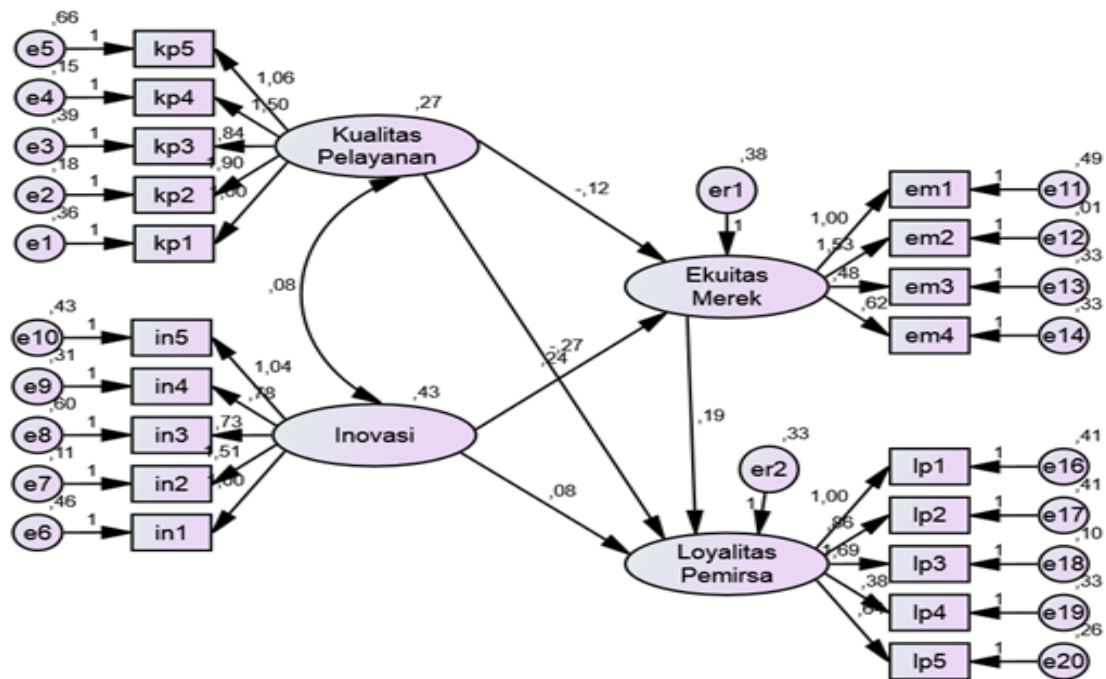 ,66
e5
1
kp5
,15
e4
1
kp4
,39
e3
1
kp3
,18
e2
1
kp2
,36
e1
1
kp1
1,06
1,50
,84
1,90
1,00
,27
Kualitas
Pelayanan
,08
,43
e10
1
in5
,31
e9
1
in4
,60
e8
1
in3
,11
e7
1
in2
,46
e6
1
in1
1,04
,78
,73
1,51
1,00
,43
Inovasi
-,12
-,27
,24
,08
,19
,38
er1
1
Ekuitas
Merek
1,00
1,53
,48
,62
em1
1
,49
e11
em2
1
,01
e12
em3
1
,33
e13
em4
1
,33
e14
,33
er2
1
Loyalitas
Pemirsa
1,00
,86
1,69
,38
lp1
1
,41
e16
lp2
1
,41
e17
lp3
1
,10
e18
lp4
1
,33
e19
lp5
1
,26
e20